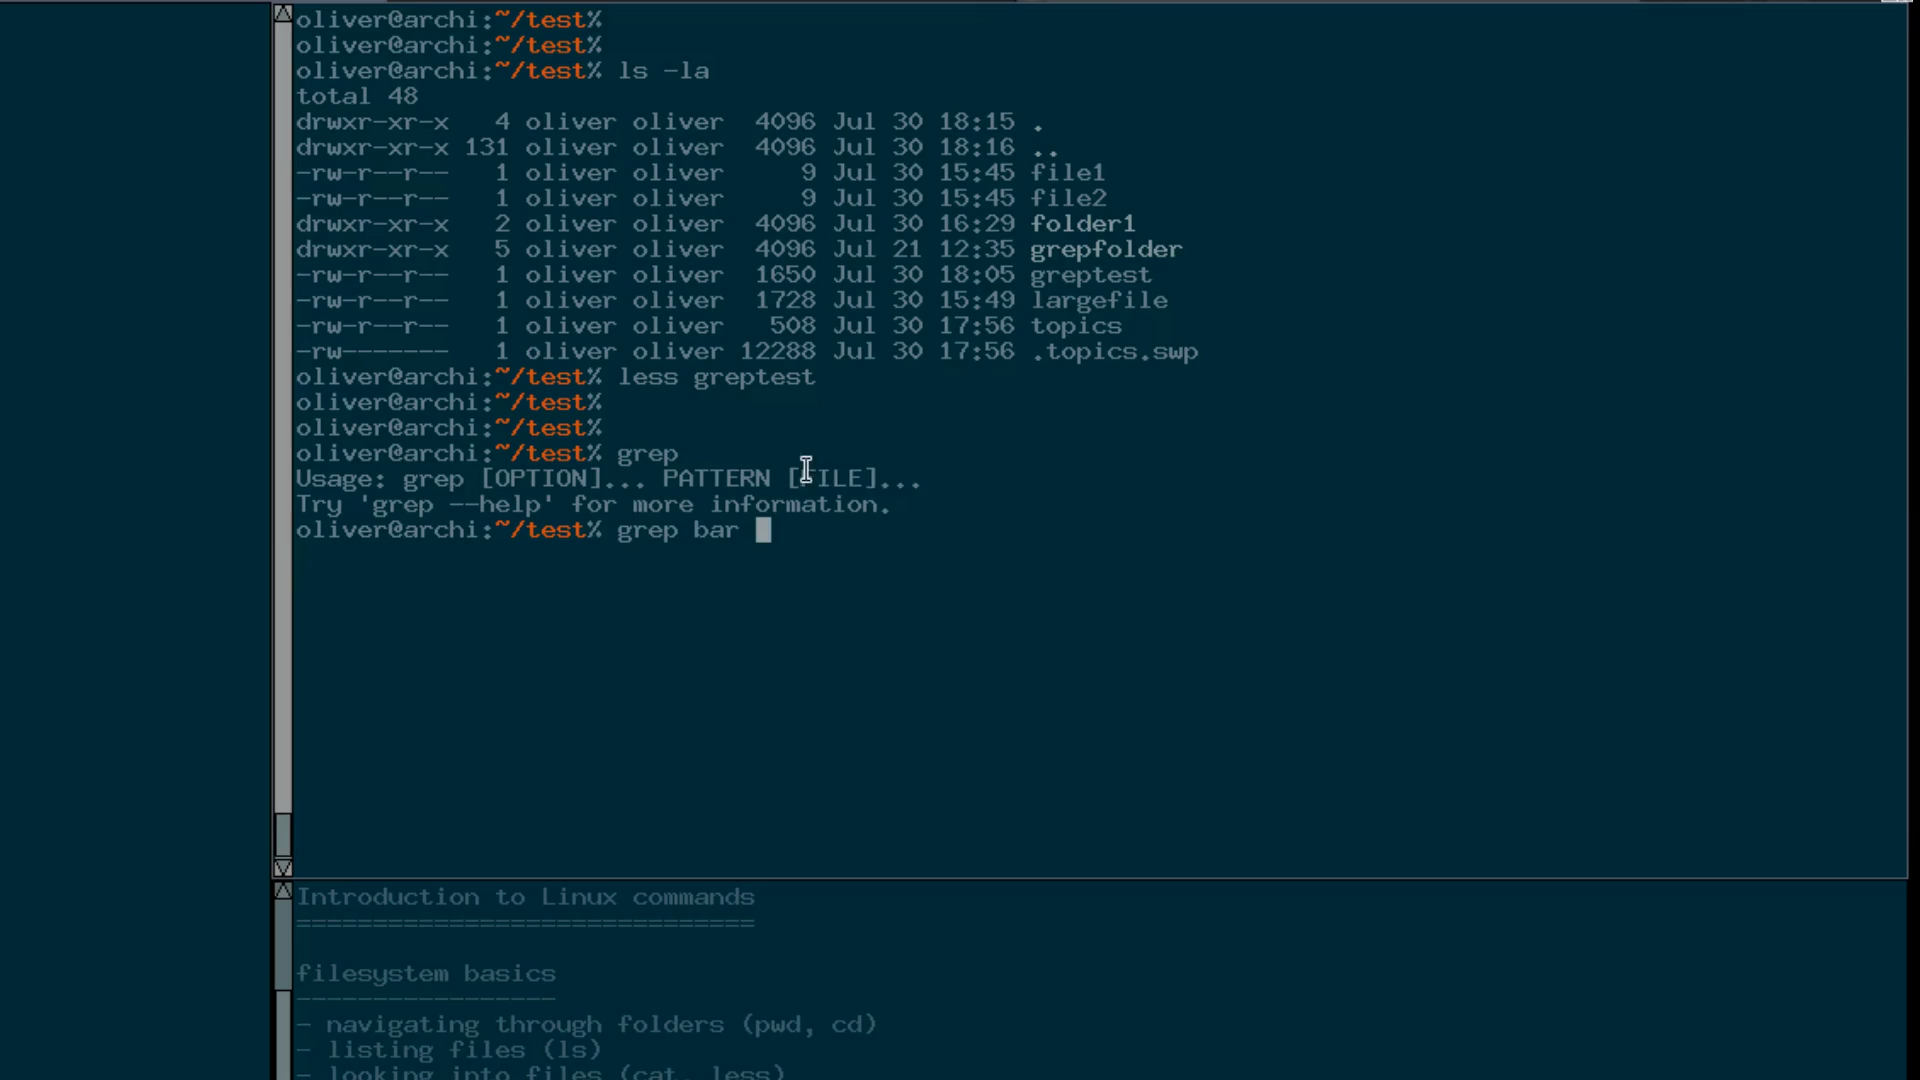 oliver@archi:~/test%
oliver@archi:~/test%
oliver@archi:~/test% ls -la
total 48
drwxr-xr-x   4 oliver oliver  4096 Jul 30 18:15 .
drwxr-xr-x 131 oliver oliver  4096 Jul 30 18:16 ..
-rw-r--r--   1 oliver oliver     9 Jul 30 15:45 file1
-rw-r--r--   1 oliver oliver     9 Jul 30 15:45 file2
drwxr-xr-x   2 oliver oliver  4096 Jul 30 16:29 folder1
drwxr-xr-x   5 oliver oliver  4096 Jul 21 12:35 grepfolder
-rw-r--r--   1 oliver oliver  1650 Jul 30 18:05 greptest
-rw-r--r--   1 oliver oliver  1728 Jul 30 15:49 largefile
-rw-r--r--   1 oliver oliver   508 Jul 30 17:56 topics
-rw-------   1 oliver oliver 12288 Jul 30 17:56 .topics.swp
oliver@archi:~/test% less greptest
oliver@archi:~/test%
oliver@archi:~/test%
oliver@archi:~/test% grep
Usage: grep [OPTION]... PATTERN [FILE]...
Try 'grep --help' for more information.
oliver@archi:~/test% grep bar
Introduction to Linux commands
==============================
filesystem basics
-----------------
- navigating through folders (pwd, cd)
- listing files (ls)
- looking into files (cat, less)